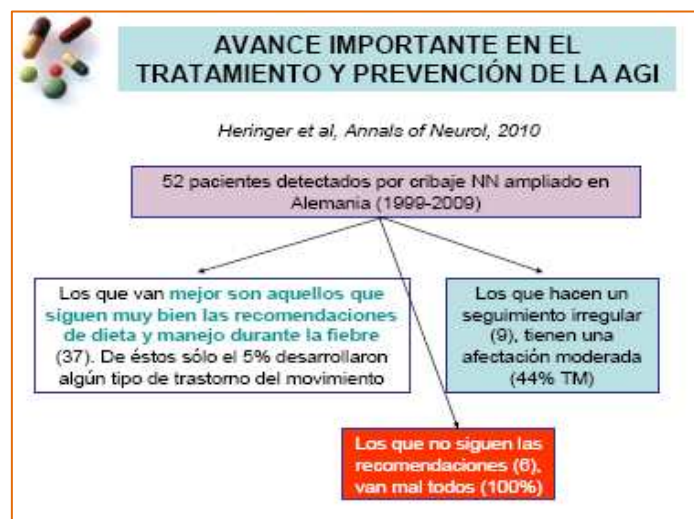 AVANCE IMPORTANTE EN EL
TRATAMIENTO Y PREVENCIÓN DE LA AGI
Heringer et al, Annals of Neurol, 2010
52 pacientes detectados por cribaje NN ampliado en
Alemania (1999-2009)
Los que van mejor son aquellos que
siguen muy bien las recomendaciones
de dieta y manejo durante la fiebre
(37). De éstos sólo el 5% desarrollaron
algún tipo de trastorno del movimiento
Los que hacen un
seguimiento irregular
(9), tienen una
afectación moderada
(44% TM)
Los que no siguen las
recomendaciones (6),
van mal todos (100%)